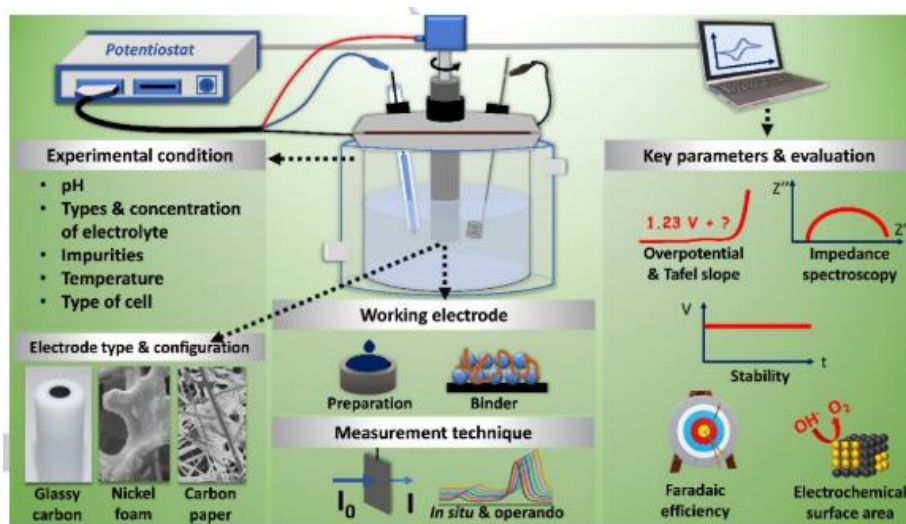 Potentiostat
Experimental condition
• pH
• Types & concentration
of electrolyte
• Impurities
• Temperature
• Type of cell
Electrode type & configuration
Glassy
carbon
Nickel
foam
Carbon
paper
Working electrode
Preparation
Binder
Measurement technique
I0
I
In situ & operando
Key parameters & evaluation
1.23 V + ?
Overpotential
& Tafel slope
Z''
Z'
Impedance
spectroscopy
V
t
Stability
Faradaic
efficiency
OH- O2
Electrochemical
surface area